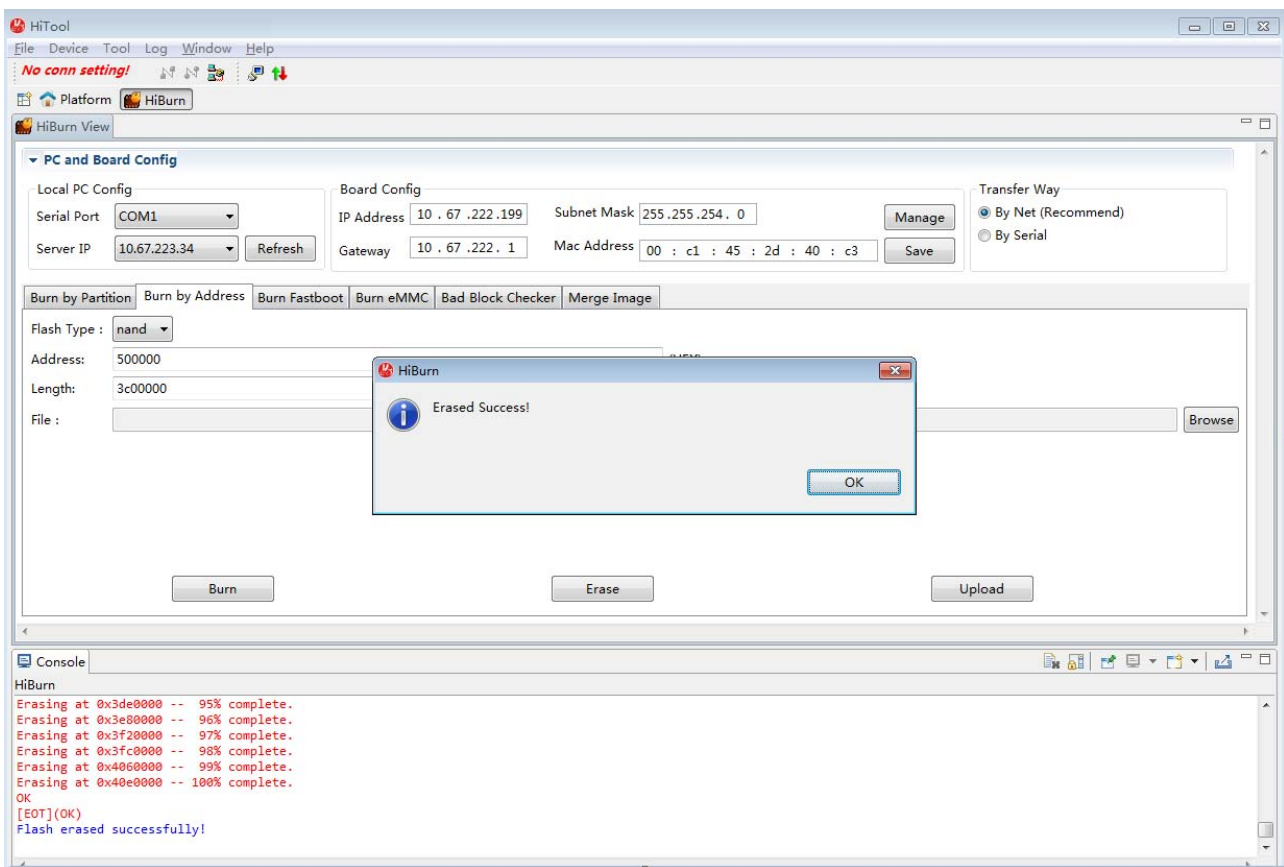 HiTool
File Device Tool Log Window Help
No conn setting!
Platform HiBurn
HiBurn View
PC and Board Config
Local PC Config Board Config Transfer Way
Serial Port COM1 IP Address 10 . 67 .222.199 Subnet Mask 255.255.254. 0 Manage By Net (Recommend)
By Serial
Server IP 10.67.223.34 Refresh Gateway 10 . 67 .222. 1 Mac Address 00 : c1 : 45 : 2d : 40 : c3 Save
Burn by Partition Burn by Address Burn Fastboot Burn eMMC Bad Block Checker Merge Image
Flash Type : nand
Address: 500000
HiBurn
Length: 3c00000
Erased Success!
File : Browse
OK
Burn Erase Upload
Console
HiBurn
Erasing at 0x3de0000 -- 95% complete.
Erasing at 0x3e80000 -- 96% complete.
Erasing at 0x3f20000 -- 97% complete.
Erasing at 0x3fc0000 -- 98% complete.
Erasing at 0x4060000 -- 99% complete.
Erasing at 0x40e0000 -- 100% complete.
OK
[EOT](OK)
Flash erased successfully!